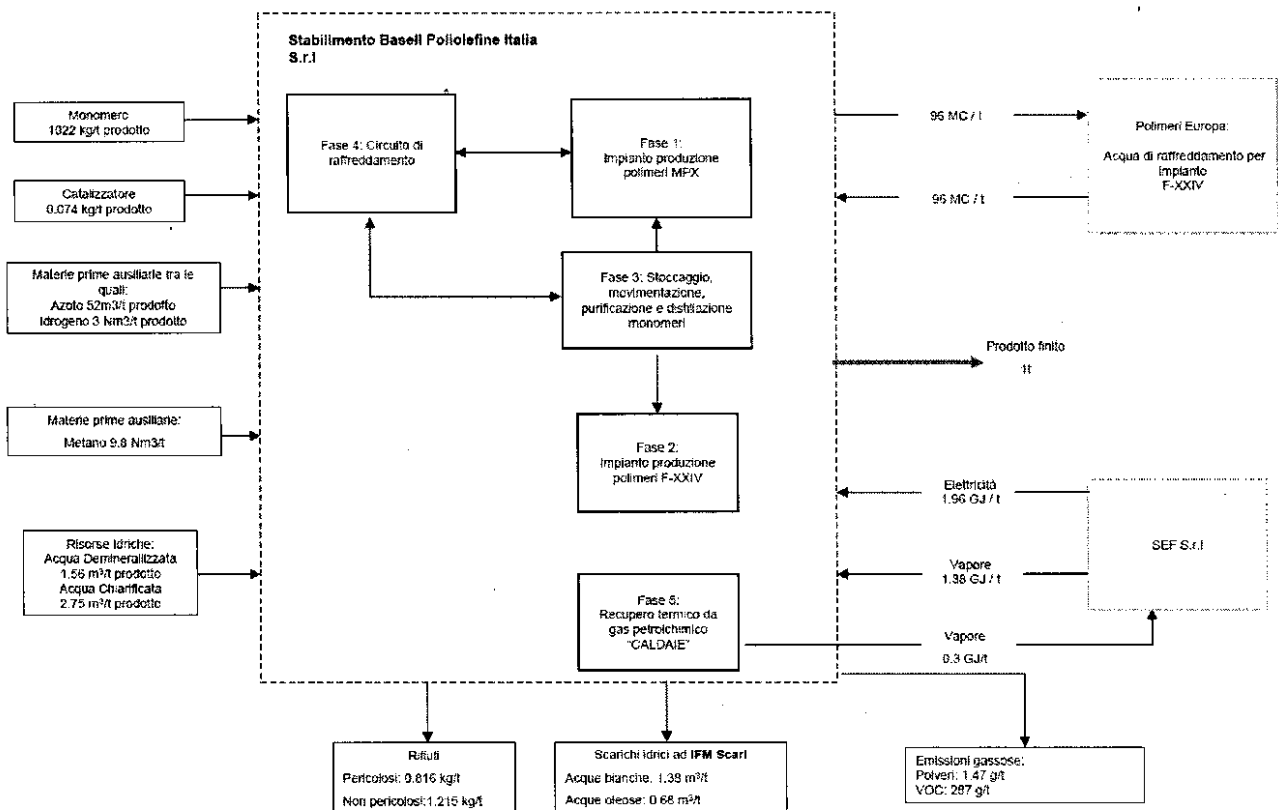 Stabilimento Basell Poliolefine Italia
S.r.l
Monomero
1022 kg/t prodotto
Catalizzatore
0.074 kg/t prodotto
Materie prime ausiliarie tra le
quali:
Azoto 52m3/t prodotto
Idrogeno 3 Nm3/t prodotto
Materie prime ausiliarie:
Metano 9.8 Nm3/t
Risorse Idriche:
Acqua Demineralizzata
1.56 m³/t prodotto
Acqua Chiarificata
2.75 m³/t prodotto
Fase 4: Circuito di
raffreddamento
Fase 1:
Impianto produzione
polimeri MPX
Fase 3: Stoccaggio,
movimentazione,
purificazione e distillazione
monomeri
Fase 2:
Impianto produzione
polimeri F-XXIV
Fase 5:
Recupero termico da
gas petrolchimico
"CALDAIE"
96 MC / t
96 MC / t
Polimeri Europa:
Acqua di raffreddamento per
Impianto
F-XXIV
Prodotto finito
1t
Elettricità
1.96 GJ / t
Vapore
1.38 GJ / t
Vapore
0.3 GJ/t
SEF S.r.l
Rifiuti
Pericolosi: 0.816 kg/t
Non pericolosi:1.215 kg/t
Scarichi idrici ad IFM Scarl
Acque bianche: 1.38 m³/t
Acque oleose: 0.68 m³/t
Emissioni gassose:
Polveri: 1.47 g/t
VOC: 287 g/t